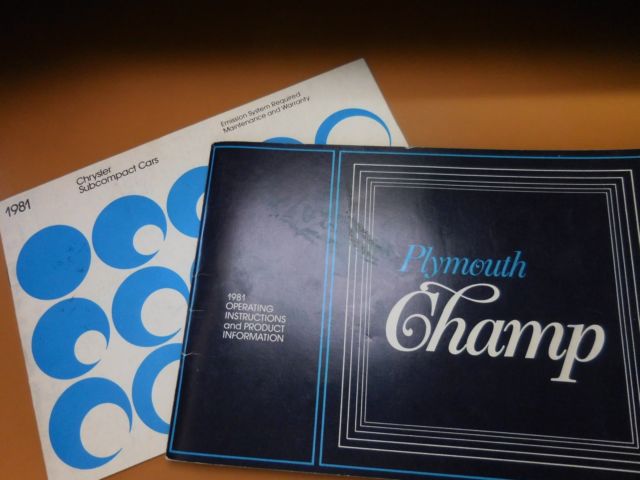 1981
Chrysler
Subcompact Cars
Emission System Required
Maintenance and Warranty
1981
OPERATING
INSTRUCTIONS
and PRODUCT
INFORMATION
Plymouth
Champ